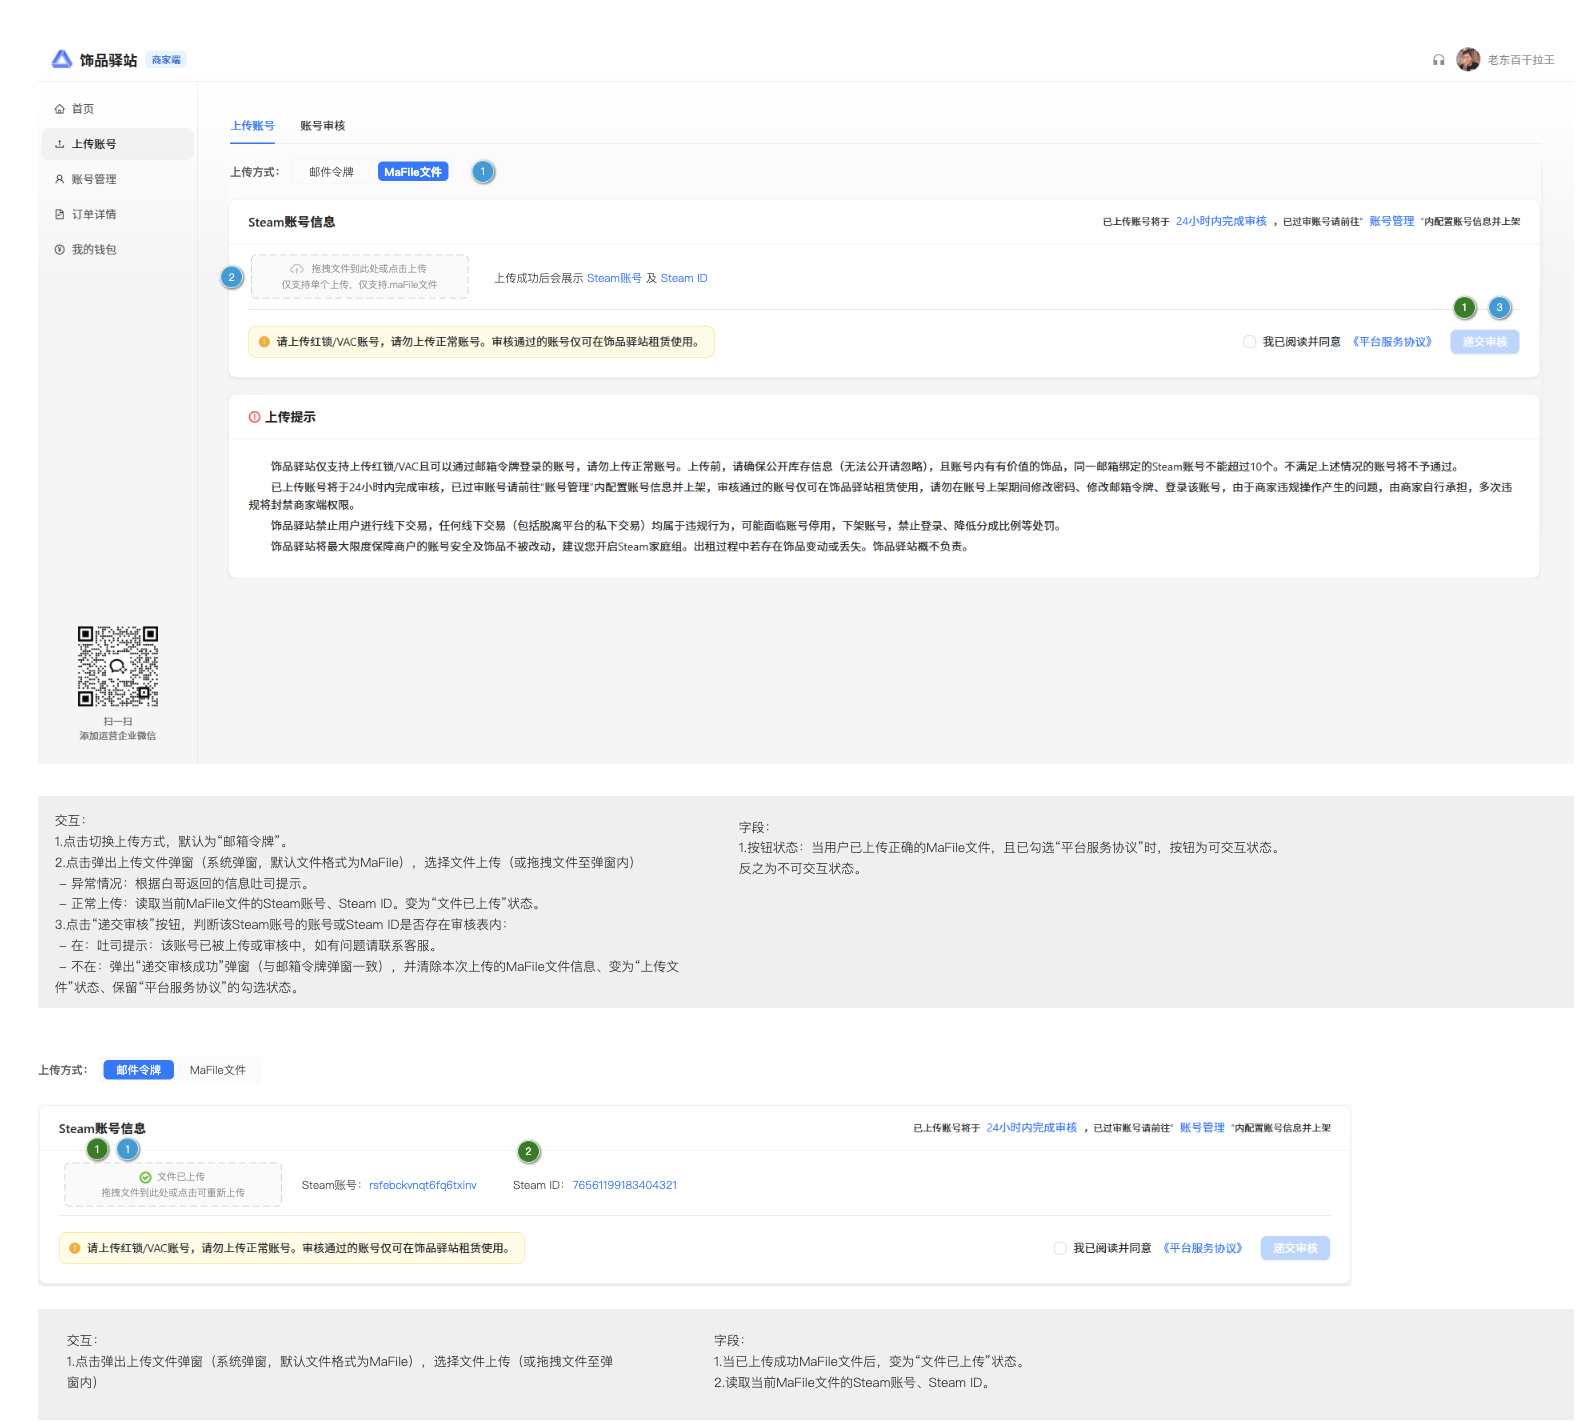 饰品驿站 商家端
老东百干拉王
首页
上传账号
账号管理
订单详情
我的钱包
上传账号 账号审核
上传方式： 邮件令牌 MaFile文件 1
Steam账号信息
已上传账号将于 24小时内完成审核 ，已过审账号请前往“ 账号管理 ”内配置账号信息并上架
2
拖拽文件到此处或点击上传
仅支持单个上传，仅支持.maFile文件
上传成功后会展示 Steam账号 及 Steam ID
1 3
请上传红锁/VAC账号，请勿上传正常账号。审核通过的账号仅可在饰品驿站租赁使用。
我已阅读并同意 《平台服务协议》 递交审核
上传提示
饰品驿站仅支持上传红锁/VAC且可以通过邮箱令牌登录的账号，请勿上传正常账号。上传前，请确保公开库存信息（无法公开请忽略），且账号内有有价值的饰品，同一邮箱绑定的Steam账号不能超过10个。不满足上述情况的账号将不予通过。
已上传账号将于24小时内完成审核，已过审账号请前往“账号管理”内配置账号信息并上架，审核通过的账号仅可在饰品驿站租赁使用，请勿在账号上架期间修改密码、修改邮箱令牌、登录该账号，由于商家违规操作产生的问题，由商家自行承担，多次违
规将封禁商家端权限。
饰品驿站禁止用户进行线下交易，任何线下交易（包括脱离平台的私下交易）均属于违规行为，可能面临账号停用，下架账号，禁止登录、降低分成比例等处罚。
饰品驿站将最大限度保障商户的账号安全及饰品不被改动，建议您开启Steam家庭组。出租过程中若存在饰品变动或丢失。饰品驿站概不负责。
扫一扫
添加运营企业微信
交互：
1.点击切换上传方式，默认为“邮箱令牌”。
2.点击弹出上传文件弹窗（系统弹窗，默认文件格式为MaFile），选择文件上传（或拖拽文件至弹窗内）
– 异常情况：根据白哥返回的信息吐司提示。
– 正常上传：读取当前MaFile文件的Steam账号、Steam ID。变为“文件已上传”状态。
3.点击“递交审核”按钮，判断该Steam账号的账号或Steam ID是否存在审核表内：
– 在：吐司提示：该账号已被上传或审核中，如有问题请联系客服。
– 不在：弹出“递交审核成功”弹窗（与邮箱令牌弹窗一致），并清除本次上传的MaFile文件信息、变为“上传文
件”状态、保留“平台服务协议”的勾选状态。
字段：
1.按钮状态：当用户已上传正确的MaFile文件，且已勾选“平台服务协议”时，按钮为可交互状态。
反之为不可交互状态。
上传方式： 邮件令牌 MaFile文件
Steam账号信息
已上传账号将于 24小时内完成审核 ，已过审账号请前往“ 账号管理 ”内配置账号信息并上架
1 1 2
文件已上传
拖拽文件到此处或点击可重新上传
Steam账号： rsfebckvnqt6fq6txinv Steam ID： 76561199183404321
请上传红锁/VAC账号，请勿上传正常账号。审核通过的账号仅可在饰品驿站租赁使用。
我已阅读并同意 《平台服务协议》 递交审核
交互：
1.点击弹出上传文件弹窗（系统弹窗，默认文件格式为MaFile），选择文件上传（或拖拽文件至弹
窗内）
字段：
1.当已上传成功MaFile文件后，变为“文件已上传”状态。
2.读取当前MaFile文件的Steam账号、Steam ID。